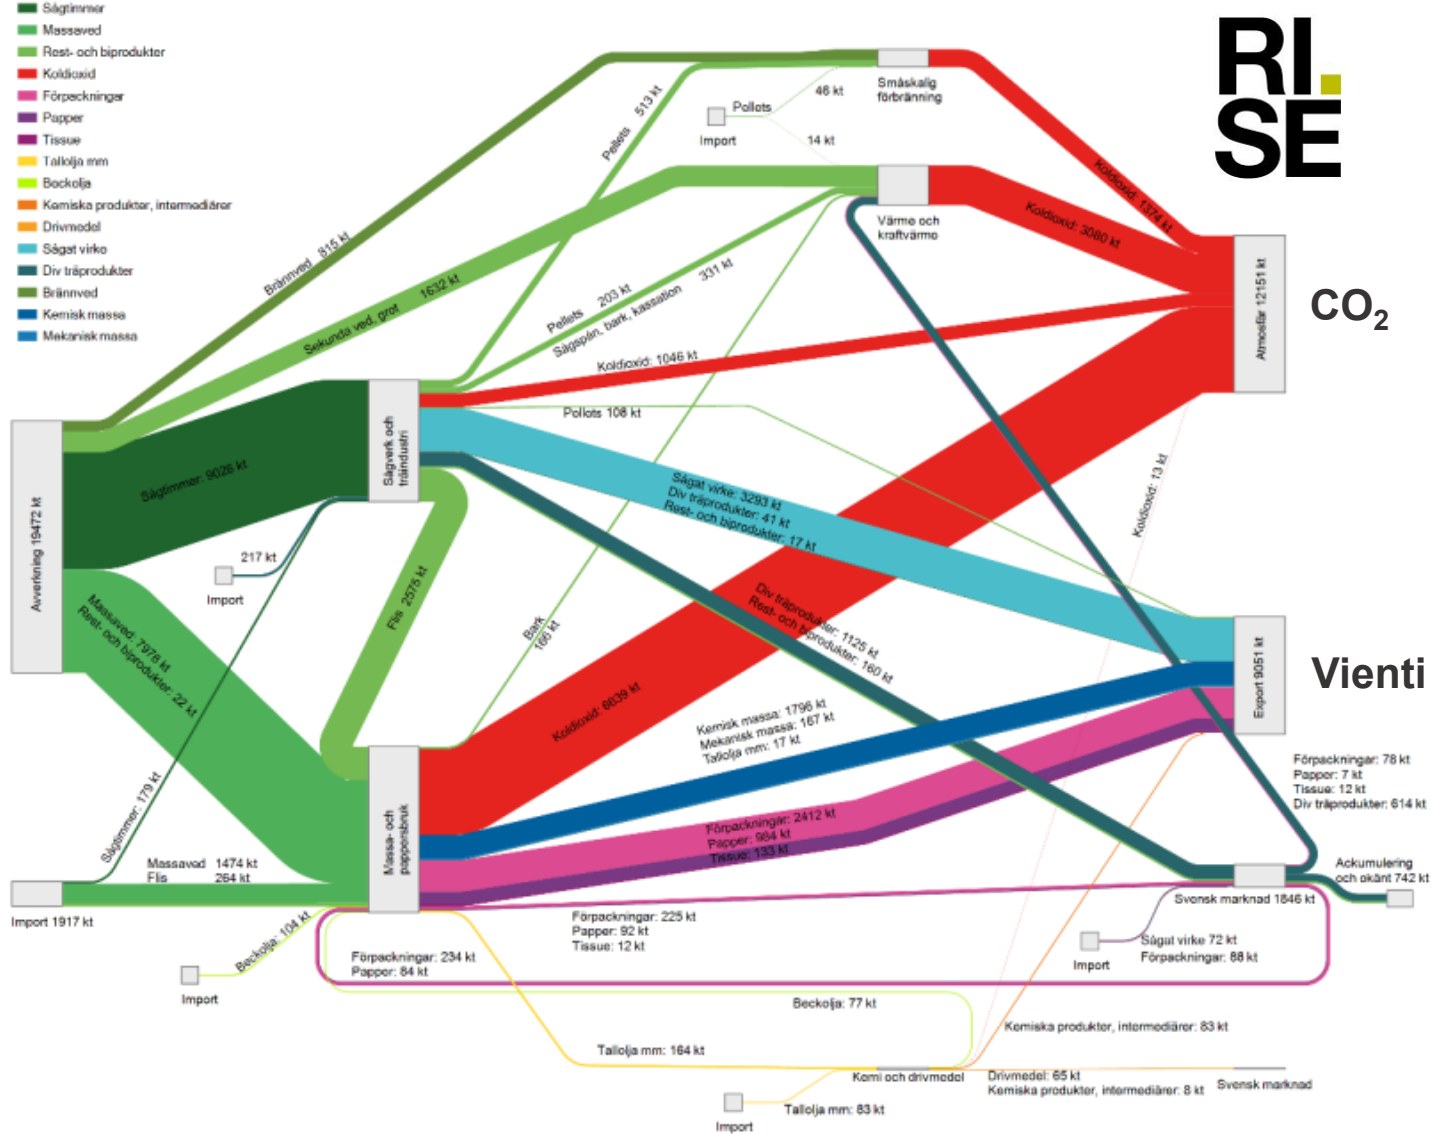 Sågtimmer
Massaved
Rest- och biprodukter
Koldioxid
Förpackningar
Papper
Tissue
Tallolja mm
Beckolja
Kemiska produkter, intermediärer
Drivmedel
Sågat virke
Div träprodukter
Brännved
Kemisk massa
Mekanisk massa
RI.
SE
Småskalig
förbränning
Pellets 513 kt
Pellets
46 kt
Import
14 kt
Värme och
kraftvärme
Koldioxid: 1374 kt
Koldioxid: 3080 kt
Brännved 815 kt
Sekunda ved, grot 1632 kt
Pellets 203 kt
Sågspån, bark, kassation 331 kt
Koldioxid: 1046 kt
Atmosfär 12151 kt
CO2
Pellets 108 kt
Sågverk och
träindustri
Sågtimmer: 9026 kt
Avverkning 19472 kt
Sågat virke: 3293 kt
Div träprodukter: 41 kt
Rest- och biprodukter: 17 kt
Koldioxid: 13 kt
217 kt
Import
Flis 2575 kt
Massaved: 7978 kt
Rest- och biprodukter: 22 kt
Bark
166 kt
Div träprodukter: 1125 kt
Rest- och biprodukter: 160 kt
Koldioxid: 6639 kt
Export 9051 kt
Vienti
Kemisk massa: 1796 kt
Mekanisk massa: 167 kt
Tallolja mm: 17 kt
Förpackningar: 78 kt
Papper: 7 kt
Tissue: 12 kt
Div träprodukter: 614 kt
Sågtimmer: 179 kt
Massa- och
pappersbruk
Förpackningar: 2412 kt
Papper: 984 kt
Tissue: 133 kt
Massaved 1474 kt
Flis 264 kt
Import 1917 kt
Ackumulering
och okänt 742 kt
Svensk marknad 1846 kt
Beckolja: 104 kt
Import
Förpackningar: 225 kt
Papper: 92 kt
Tissue: 12 kt
Förpackningar: 234 kt
Papper: 84 kt
Import
Sågat virke 72 kt
Förpackningar: 88 kt
Beckolja: 77 kt
Kemiska produkter, intermediärer: 83 kt
Tallolja mm: 164 kt
Kemi och drivmedel
Drivmedel: 65 kt
Kemiska produkter, intermediärer: 8 kt
Svensk marknad
Tallolja mm: 83 kt
Import